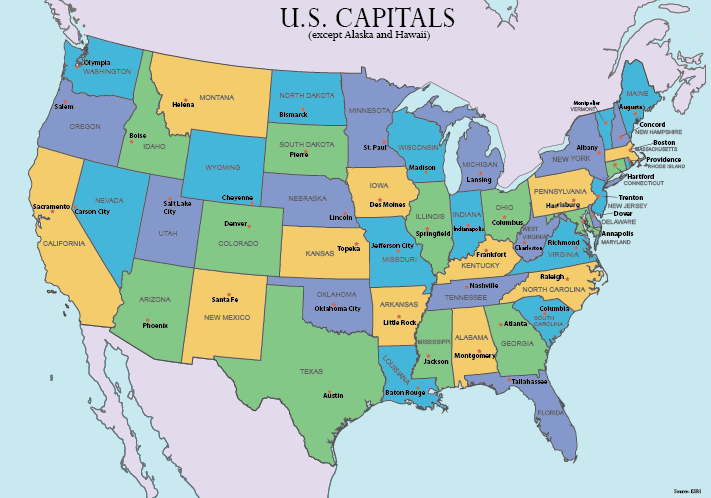 U.S. CAPITALS
(except Alaska and Hawaii)
Olympia
WASHINGTON
Salem
OREGON
Boise
IDAHO
Helena
MONTANA
NORTH DAKOTA
Bismarck
SOUTH DAKOTA
Pierre
MINNESOTA
St. Paul
WISCONSIN
Madison
MICHIGAN
Lansing
WYOMING
Cheyenne
NEBRASKA
Lincoln
IOWA
Des Moines
Sacramento
CALIFORNIA
NEVADA
Carson City
UTAH
Salt Lake
City
Denver
COLORADO
KANSAS
Topeka
Jefferson City
MISSOURI
ILLINOIS
Springfield
INDIANA
Indianapolis
OHIO
Columbus
Frankfort
KENTUCKY
WEST
VIRGINIA
Charleston
Richmond
VIRGINIA
PENNSYLVANIA
Harrisburg
NEW YORK
Albany
Montpelier
VERMONT
MAINE
Augusta
Concord
NEW HAMPSHIRE
Boston
MASSACHUSETTS
Providence
RHODE ISLAND
Hartford
CONNECTICUT
Trenton
NEW JERSEY
Dover
DELAWARE
Annapolis
MARYLAND
ARIZONA
Phoenix
Santa Fe
NEW MEXICO
OKLAHOMA
Oklahoma City
TEXAS
Austin
ARKANSAS
Little Rock
LOUISIANA
Baton Rouge
MISSISSIPPI
Jackson
ALABAMA
Montgomery
Nashville
TENNESSEE
Raleigh
NORTH CAROLINA
Columbia
SOUTH
CAROLINA
Atlanta
GEORGIA
Tallahassee
FLORIDA
Source: ESRI